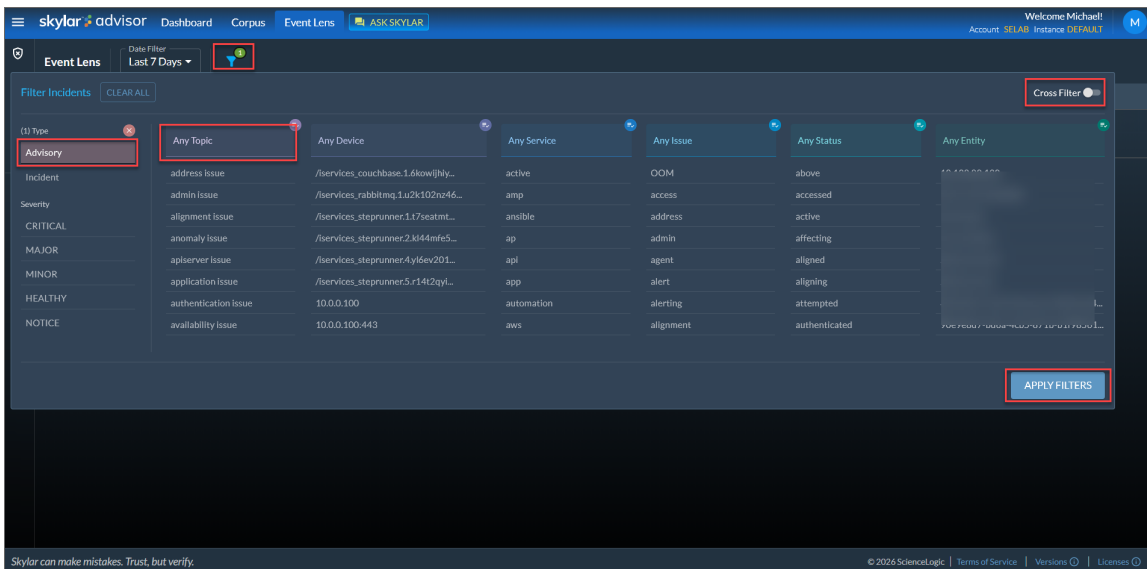 skylar advisor Dashboard Corpus Event Lens ASK SKYLAR
Welcome Michael!
Account SELAB Instance DEFAULT
M
Event Lens
Date Filter
Last 7 Days
1
Filter Incidents CLEAR ALL
Cross Filter
(1) Type
Advisory
Incident
Severity
CRITICAL
MAJOR
MINOR
HEALTHY
NOTICE
Any Topic
address issue
admin issue
alignment issue
anomaly issue
apiserver issue
application issue
authentication issue
availability issue
Any Device
/iservices_couchbase.1.6kowijhiy...
/iservices_rabbitmq.1.u2k102nz46...
/iservices_steprunner.1.t7seatmt...
/iservices_steprunner.2.kl44mfe5...
/iservices_steprunner.4.yl6ev201...
/iservices_steprunner.5.r14t2qyi...
10.0.0.100
10.0.0.100:443
Any Service
active
amp
ansible
ap
api
app
automation
aws
Any Issue
OOM
access
address
admin
agent
alert
alerting
alignment
Any Status
above
accessed
active
affecting
aligned
aligning
attempted
authenticated
Any Entity
APPLY FILTERS
Skylar can make mistakes. Trust, but verify.
© 2026 ScienceLogic | Terms of Service | Versions | Licenses